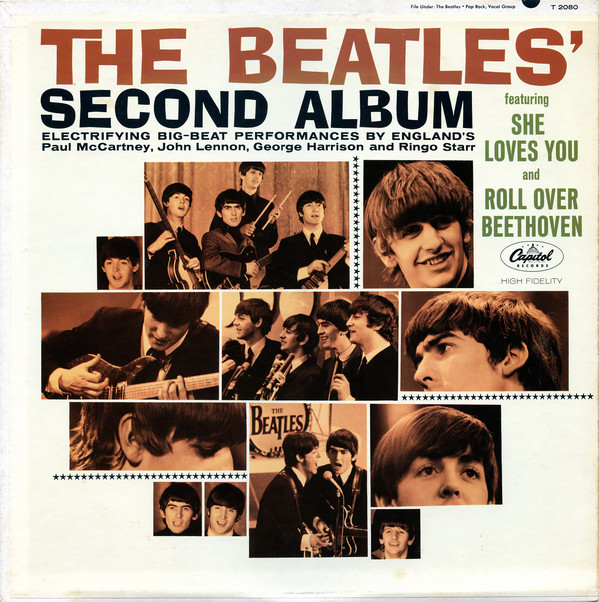 File Under: The Beatles • Pop Rock, Vocal Group
T 2080
THE BEATLES'
SECOND ALBUM
ELECTRIFYING BIG-BEAT PERFORMANCES BY ENGLAND'S
Paul McCartney, John Lennon, George Harrison and Ringo Starr
featuring
SHE
LOVES YOU
and
ROLL OVER
BEETHOVEN
Capitol
RECORDS
HIGH FIDELITY
THE
BEATLES